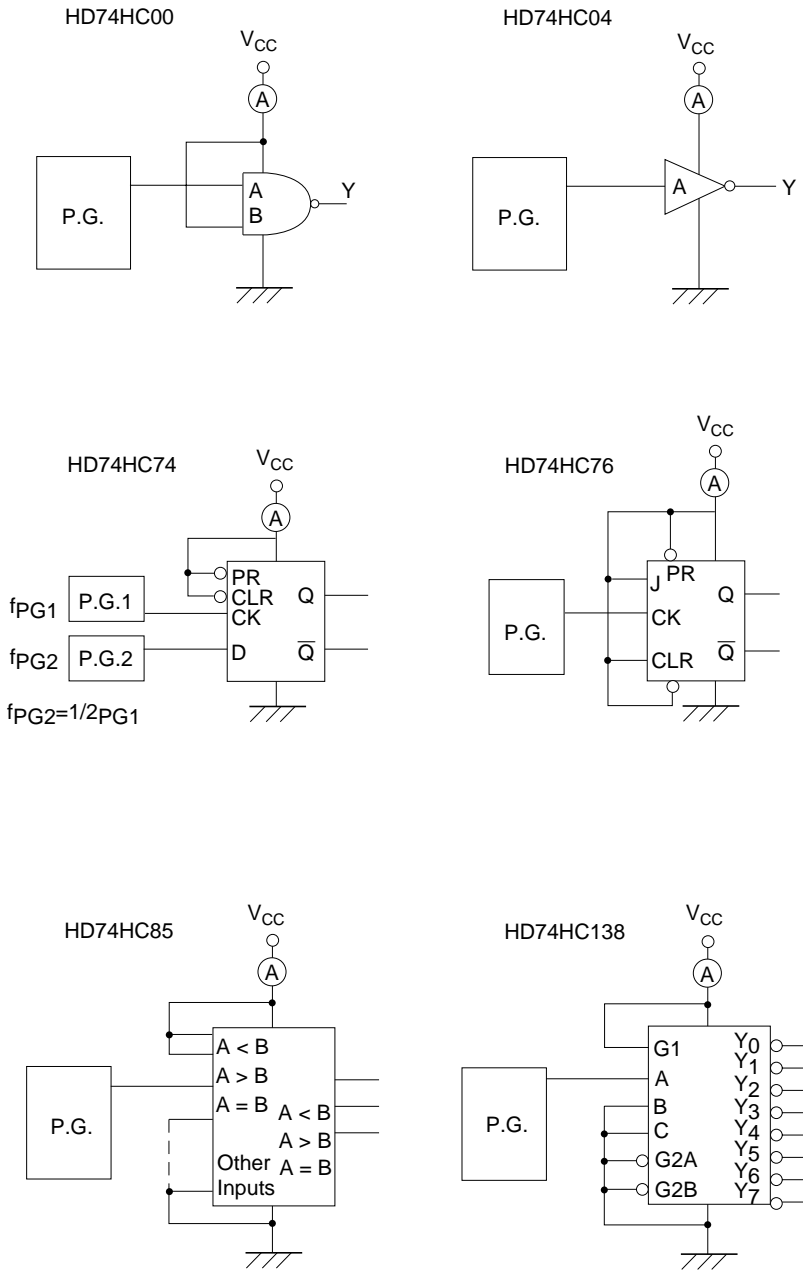 HD74HC00
VCC
A
P.G.
A
B
Y
HD74HC04
VCC
A
P.G.
A
Y
HD74HC74
VCC
A
fPG1
P.G.1
fPG2
P.G.2
PR
CLR
CK
D
Q
Q̅
fPG2=1/2PG1
HD74HC76
VCC
A
P.G.
J
PR
CK
CLR
Q
Q̅
HD74HC85
VCC
A
P.G.
A < B
A > B
A = B
Other
Inputs
A < B
A > B
A = B
HD74HC138
VCC
A
P.G.
G1
A
B
C
G2A
G2B
Y0
Y1
Y2
Y3
Y4
Y5
Y6
Y7